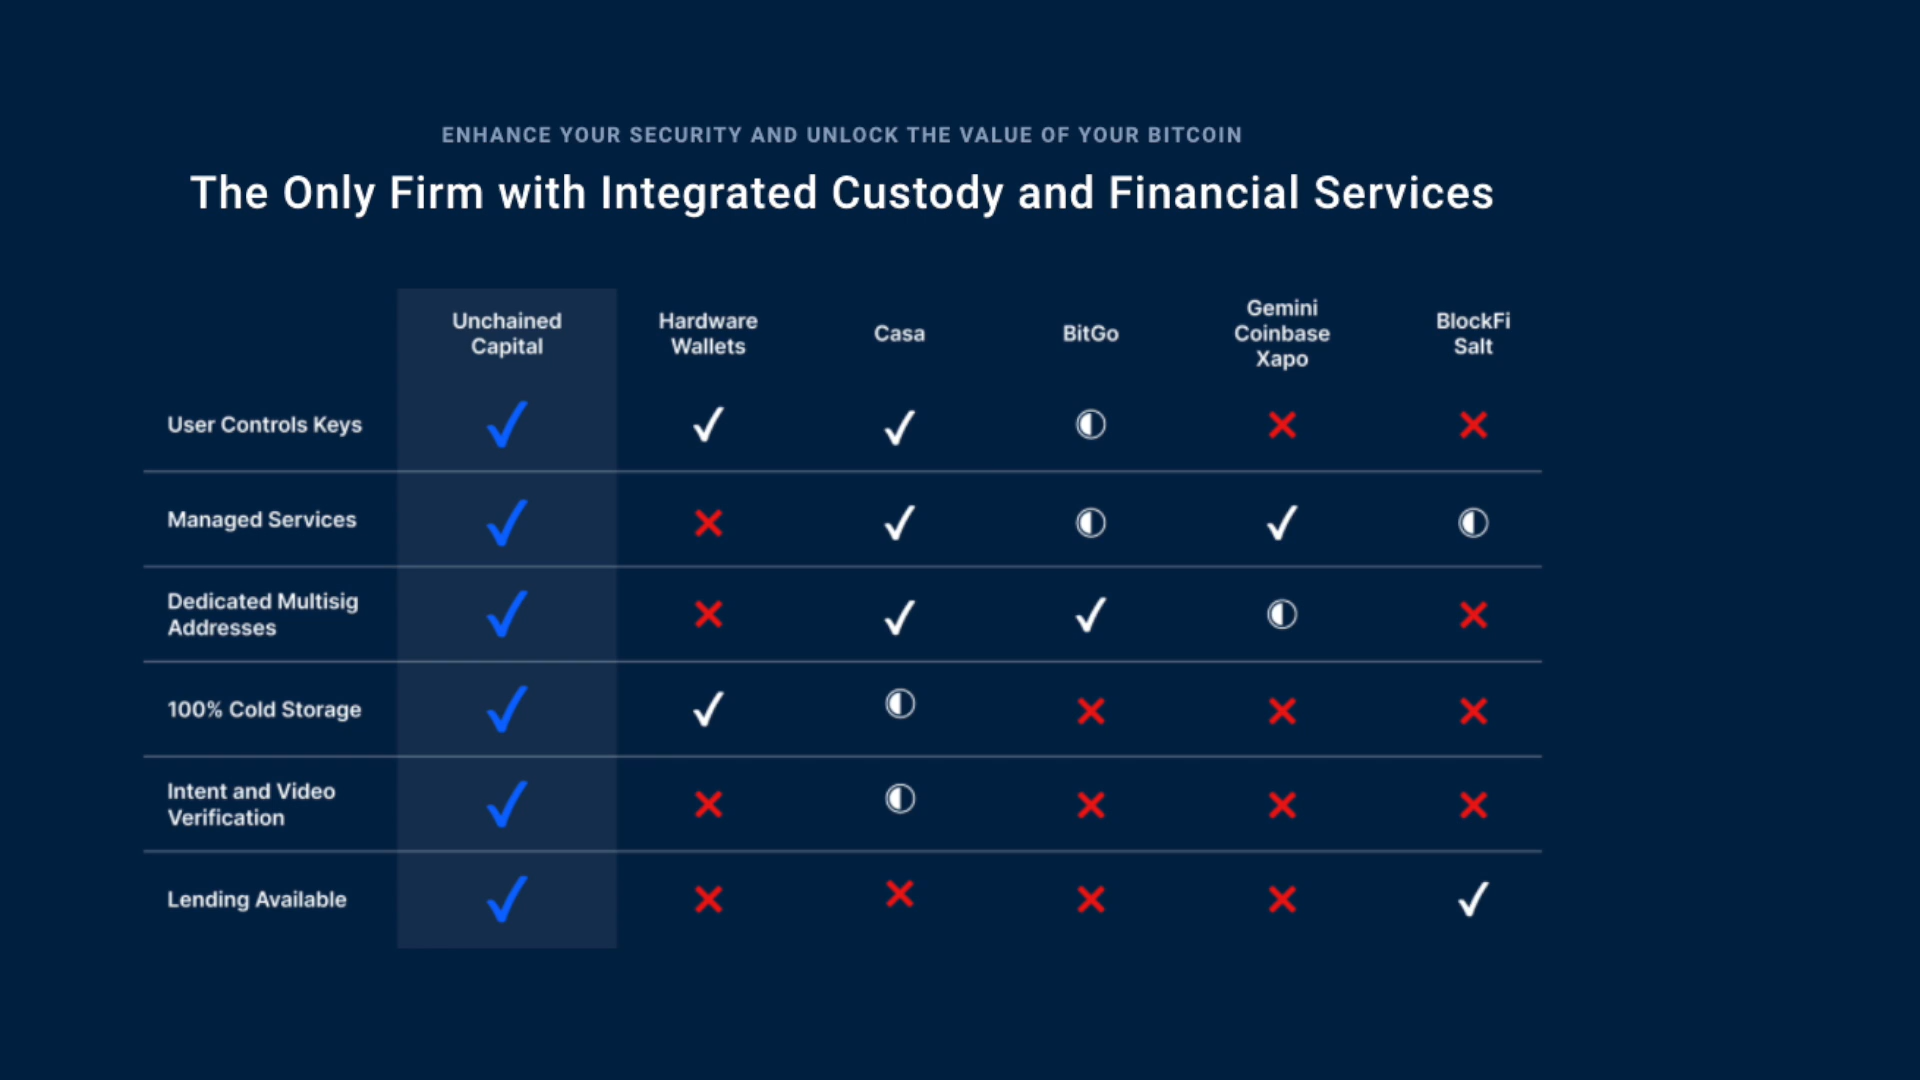 ENHANCE YOUR SECURITY AND UNLOCK THE VALUE OF YOUR BITCOIN
The Only Firm with Integrated Custody and Financial Services
Unchained
Capital
Hardware
Wallets
Casa
BitGo
Gemini
Coinbase
Xapo
BlockFi
Salt
User Controls Keys
Managed Services
Dedicated Multisig
Addresses
100% Cold Storage
Intent and Video
Verification
Lending Available